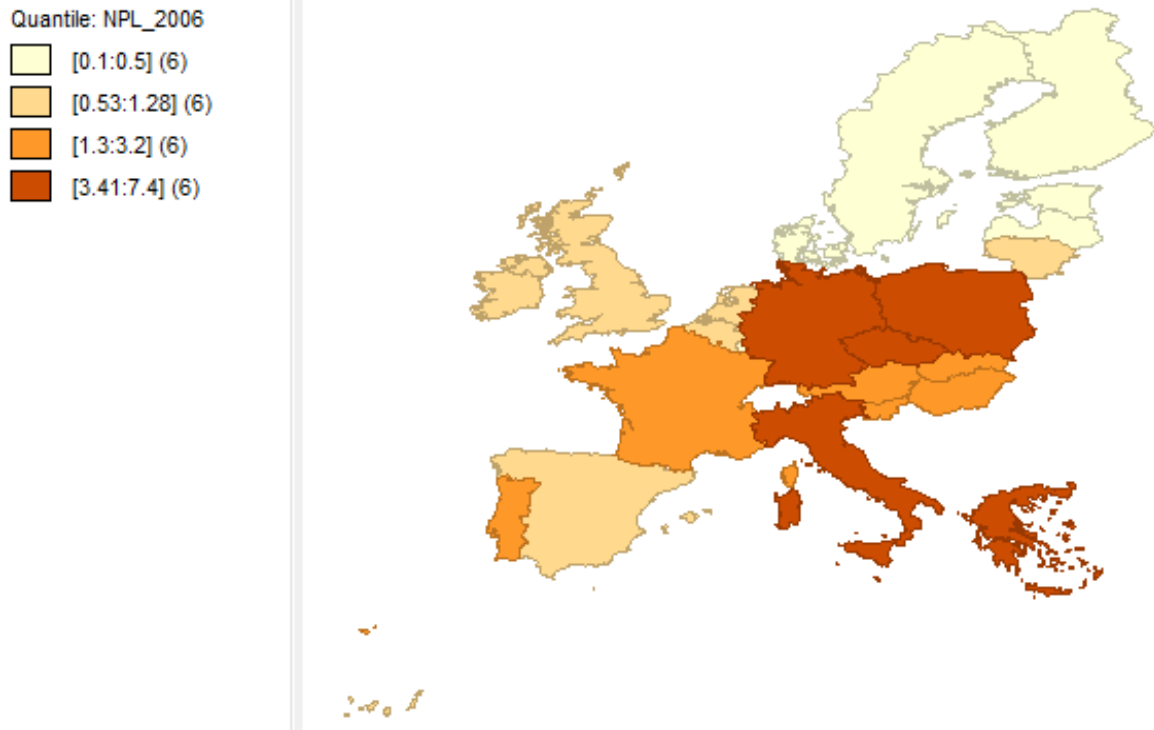 Quantile: NPL_2006
[0.1:0.5] (6)
[0.53:1.28] (6)
[1.3:3.2] (6)
[3.41:7.4] (6)